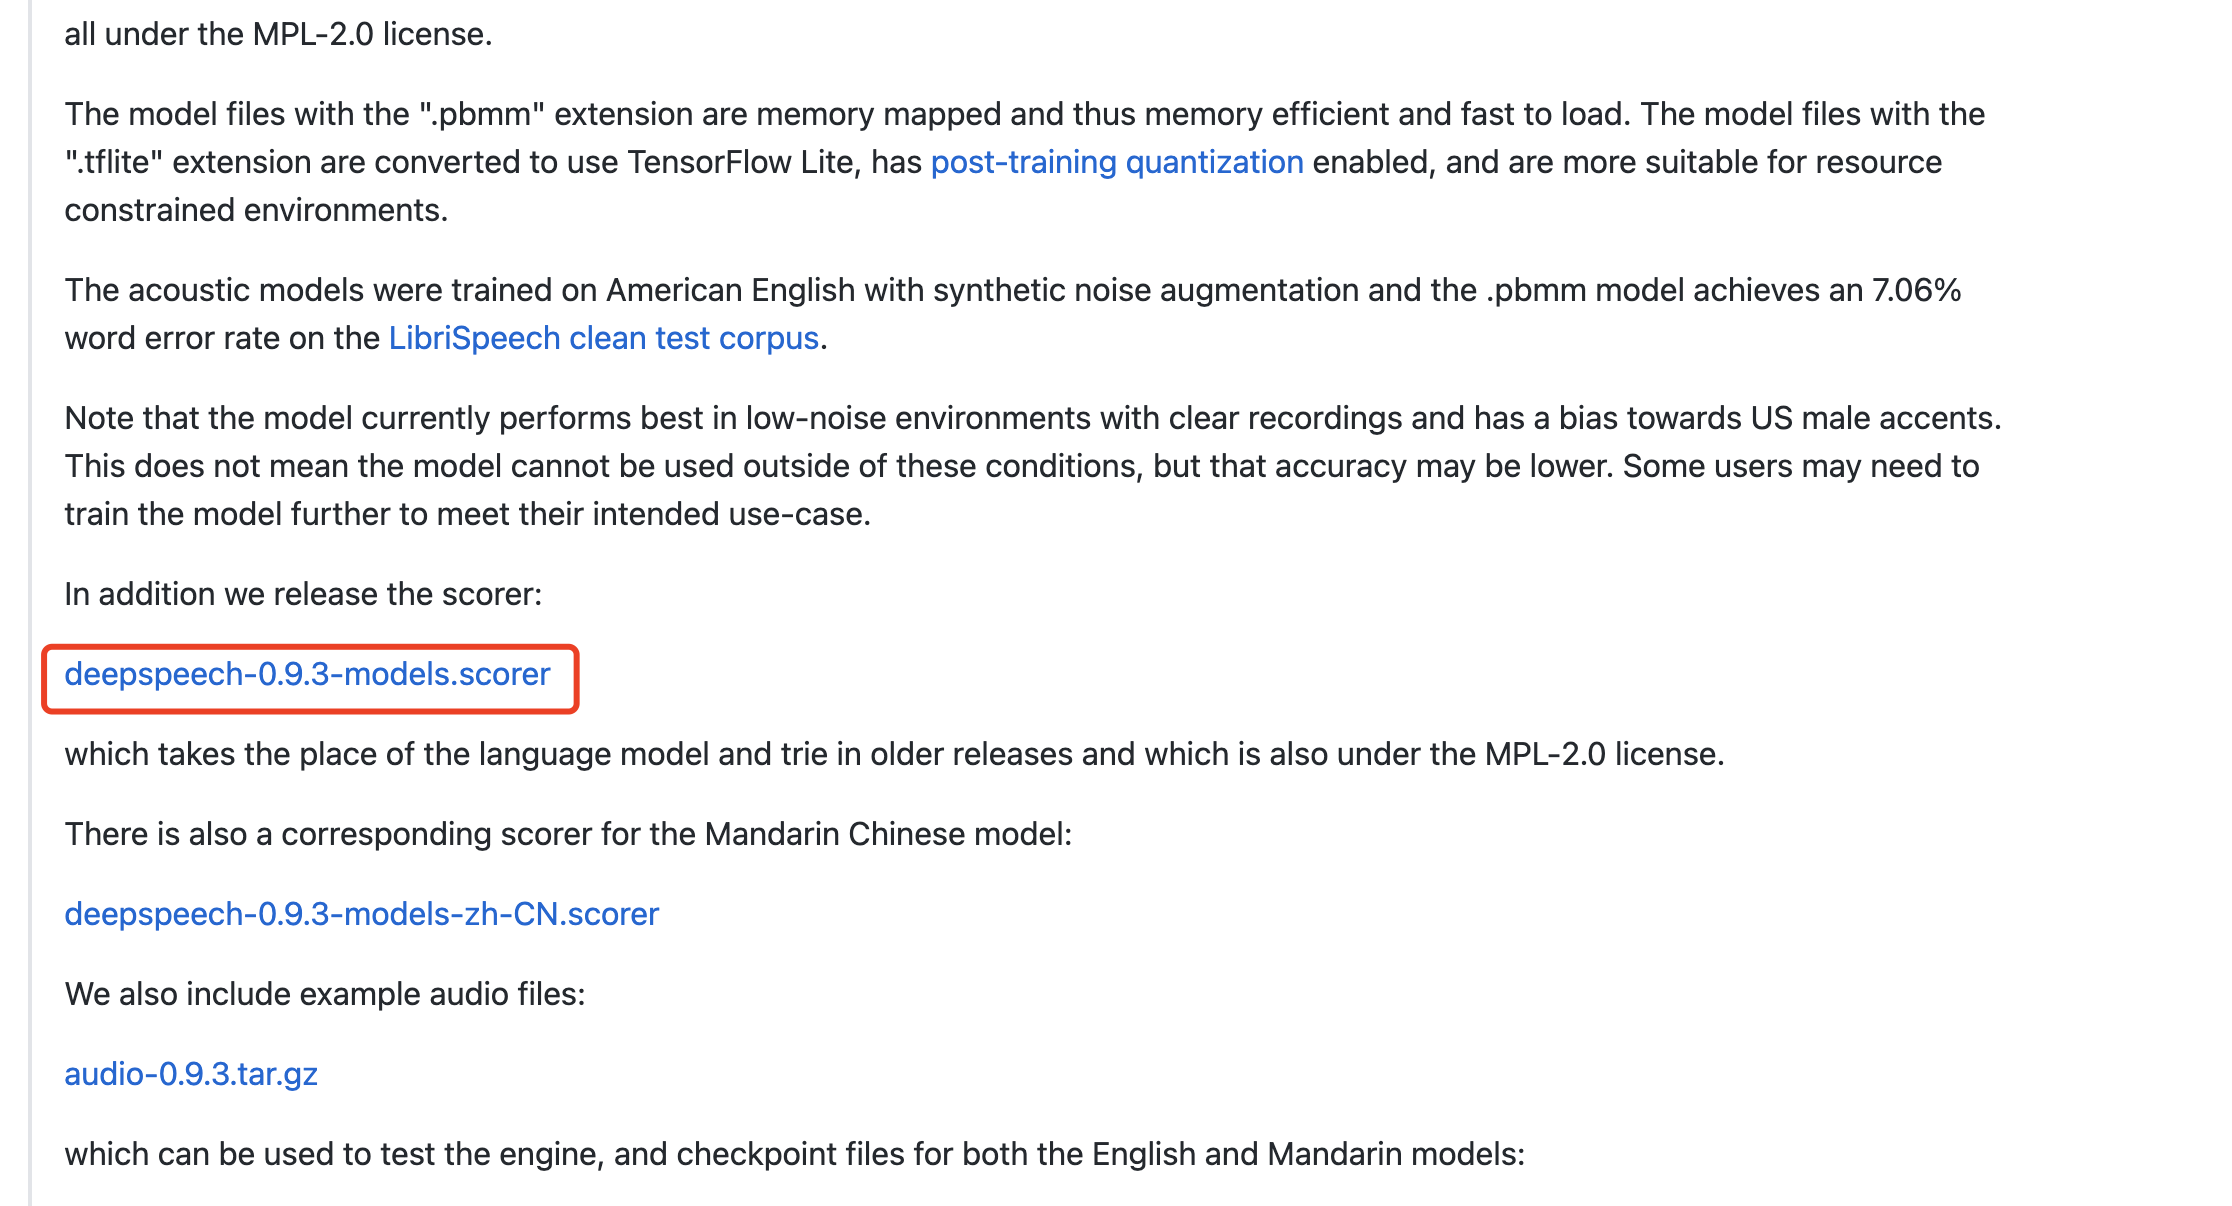 all under the MPL-2.0 license.
The model files with the ".pbmm" extension are memory mapped and thus memory efficient and fast to load. The model files with the
".tflite" extension are converted to use TensorFlow Lite, has post-training quantization enabled, and are more suitable for resource
constrained environments.
The acoustic models were trained on American English with synthetic noise augmentation and the .pbmm model achieves an 7.06%
word error rate on the LibriSpeech clean test corpus.
Note that the model currently performs best in low-noise environments with clear recordings and has a bias towards US male accents.
This does not mean the model cannot be used outside of these conditions, but that accuracy may be lower. Some users may need to
train the model further to meet their intended use-case.
In addition we release the scorer:
deepspeech-0.9.3-models.scorer
which takes the place of the language model and trie in older releases and which is also under the MPL-2.0 license.
There is also a corresponding scorer for the Mandarin Chinese model:
deepspeech-0.9.3-models-zh-CN.scorer
We also include example audio files:
audio-0.9.3.tar.gz
which can be used to test the engine, and checkpoint files for both the English and Mandarin models: